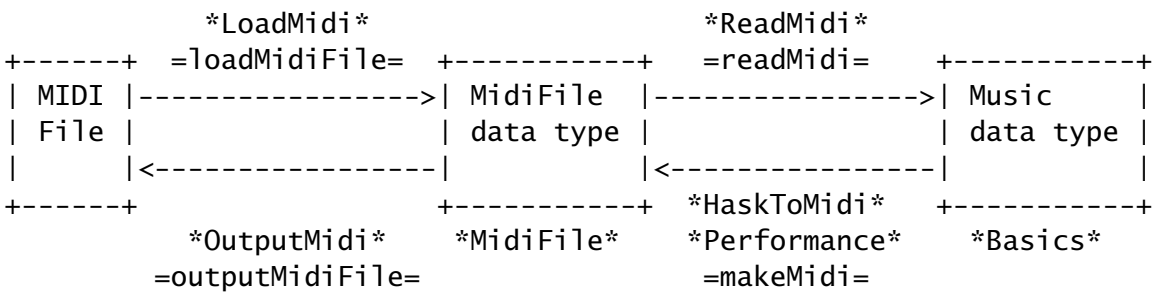 *LoadMidi*                         *ReadMidi*
+------+  =loadMidiFile=  +-----------+   =readMidi=    +-----------+
| MIDI |----------------->| MidiFile  |---------------->| Music     |
| File |                  | data type |                 | data type |
|      |<-----------------|           |<----------------|           |
+------+                  +-----------+  *HaskToMidi*   +-----------+
           *OutputMidi*    *MidiFile*    *Performance*    *Basics*
         =outputMidiFile=                 =makeMidi=